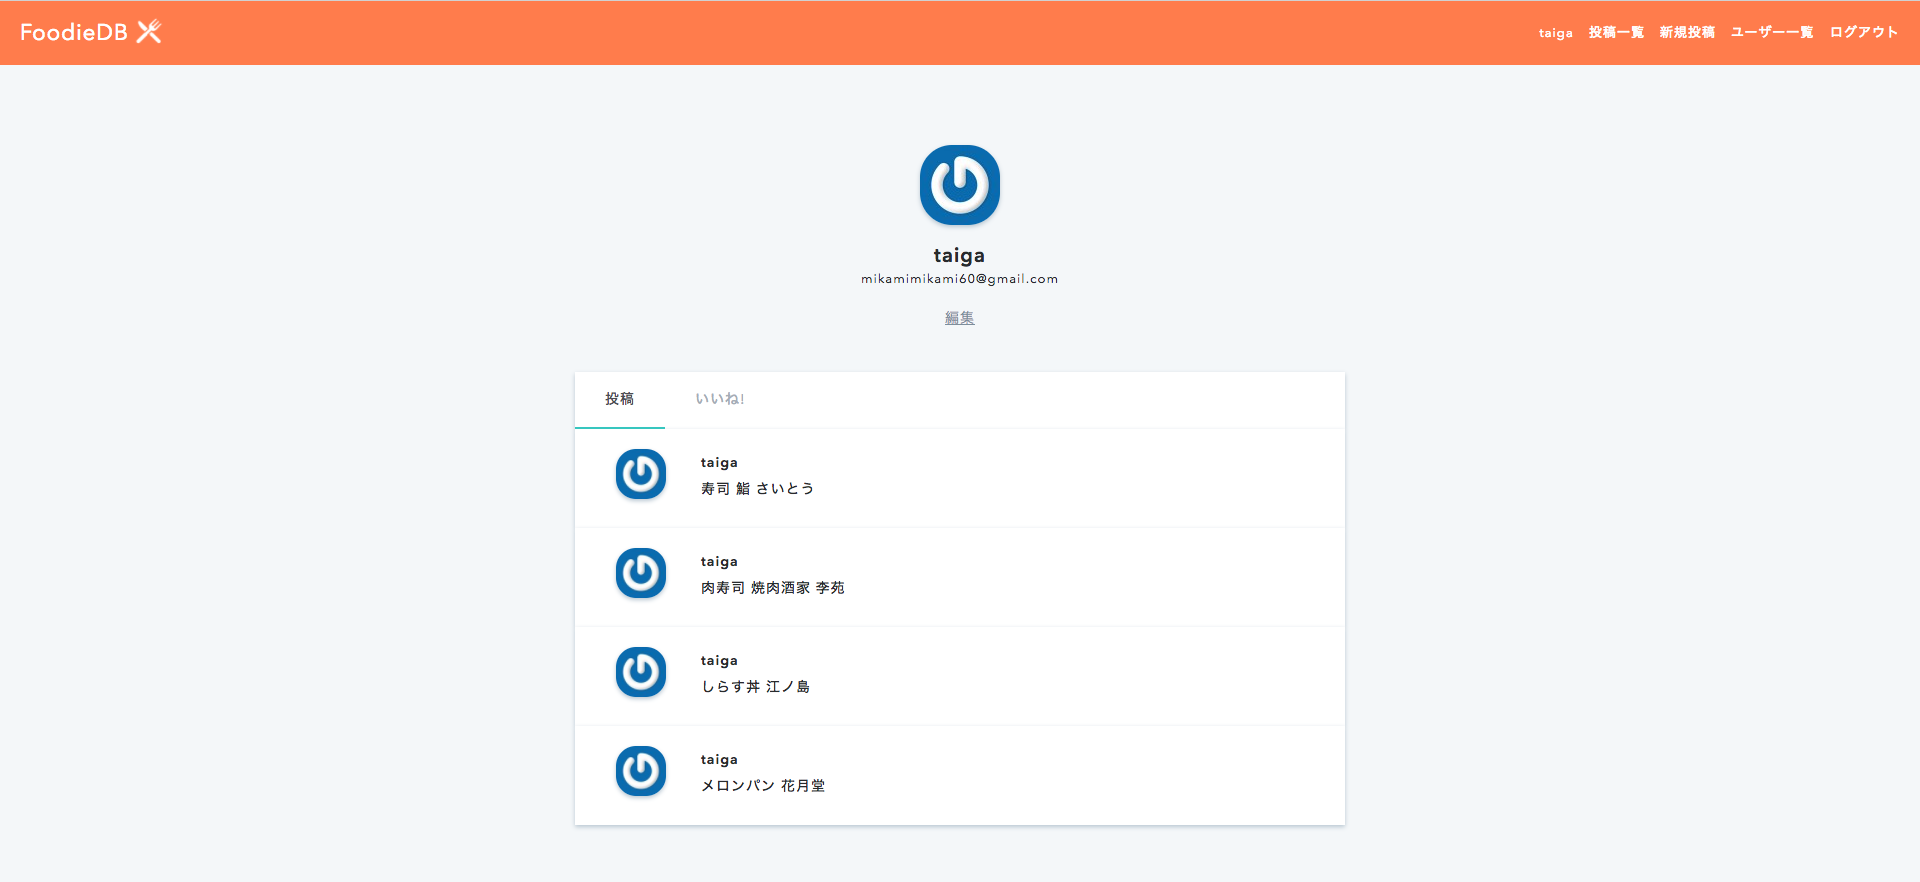 FoodieDB
taiga 投稿一覧 新規投稿 ユーザー一覧 ログアウト
taiga
mikamimikami60@gmail.com
編集
投稿 いいね!
taiga
寿司 鮨 さいとう
taiga
肉寿司 焼肉酒家 李苑
taiga
しらす丼 江ノ島
taiga
メロンパン 花月堂